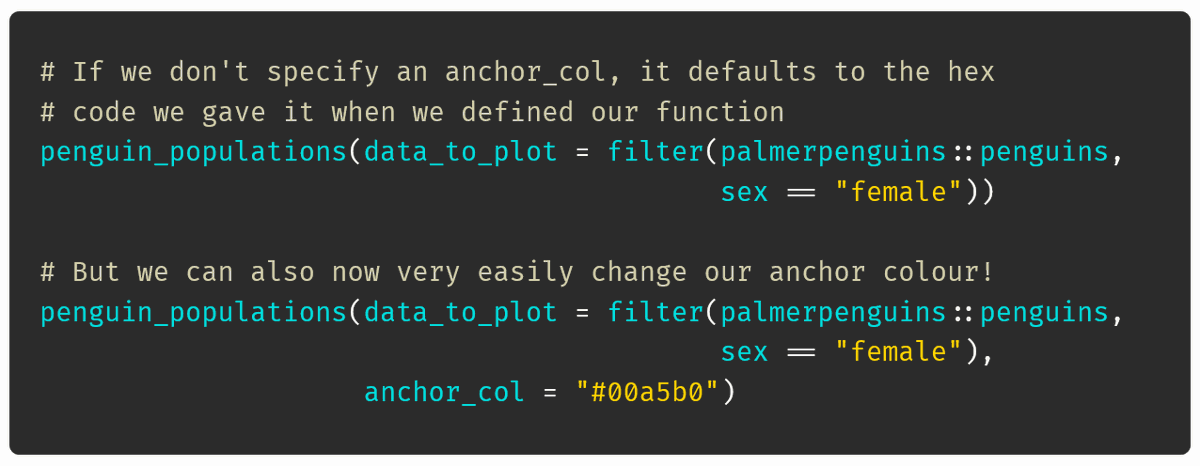 # If we don't specify an anchor_col, it defaults to the hex
# code we gave it when we defined our function
penguin_populations(data_to_plot = filter(palmerpenguins::penguins,
                                          sex == "female"))

# But we can also now very easily change our anchor colour!
penguin_populations(data_to_plot = filter(palmerpenguins::penguins,
                                          sex == "female"),
                    anchor_col = "#00a5b0")